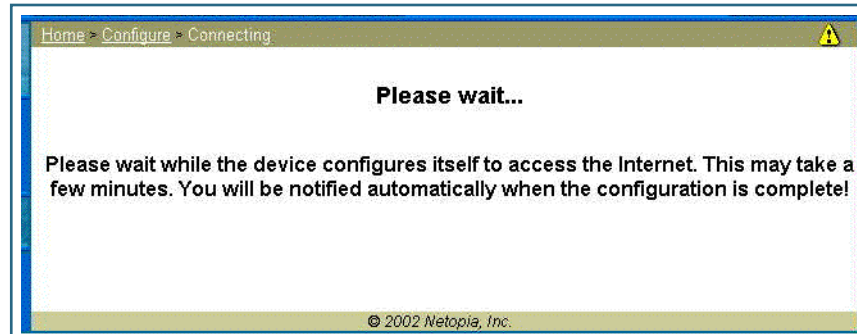 Home > Configure > Connecting
Please wait...
Please wait while the device configures itself to access the Internet. This may take a
few minutes. You will be notified automatically when the configuration is complete!
© 2002 Netopia, Inc.